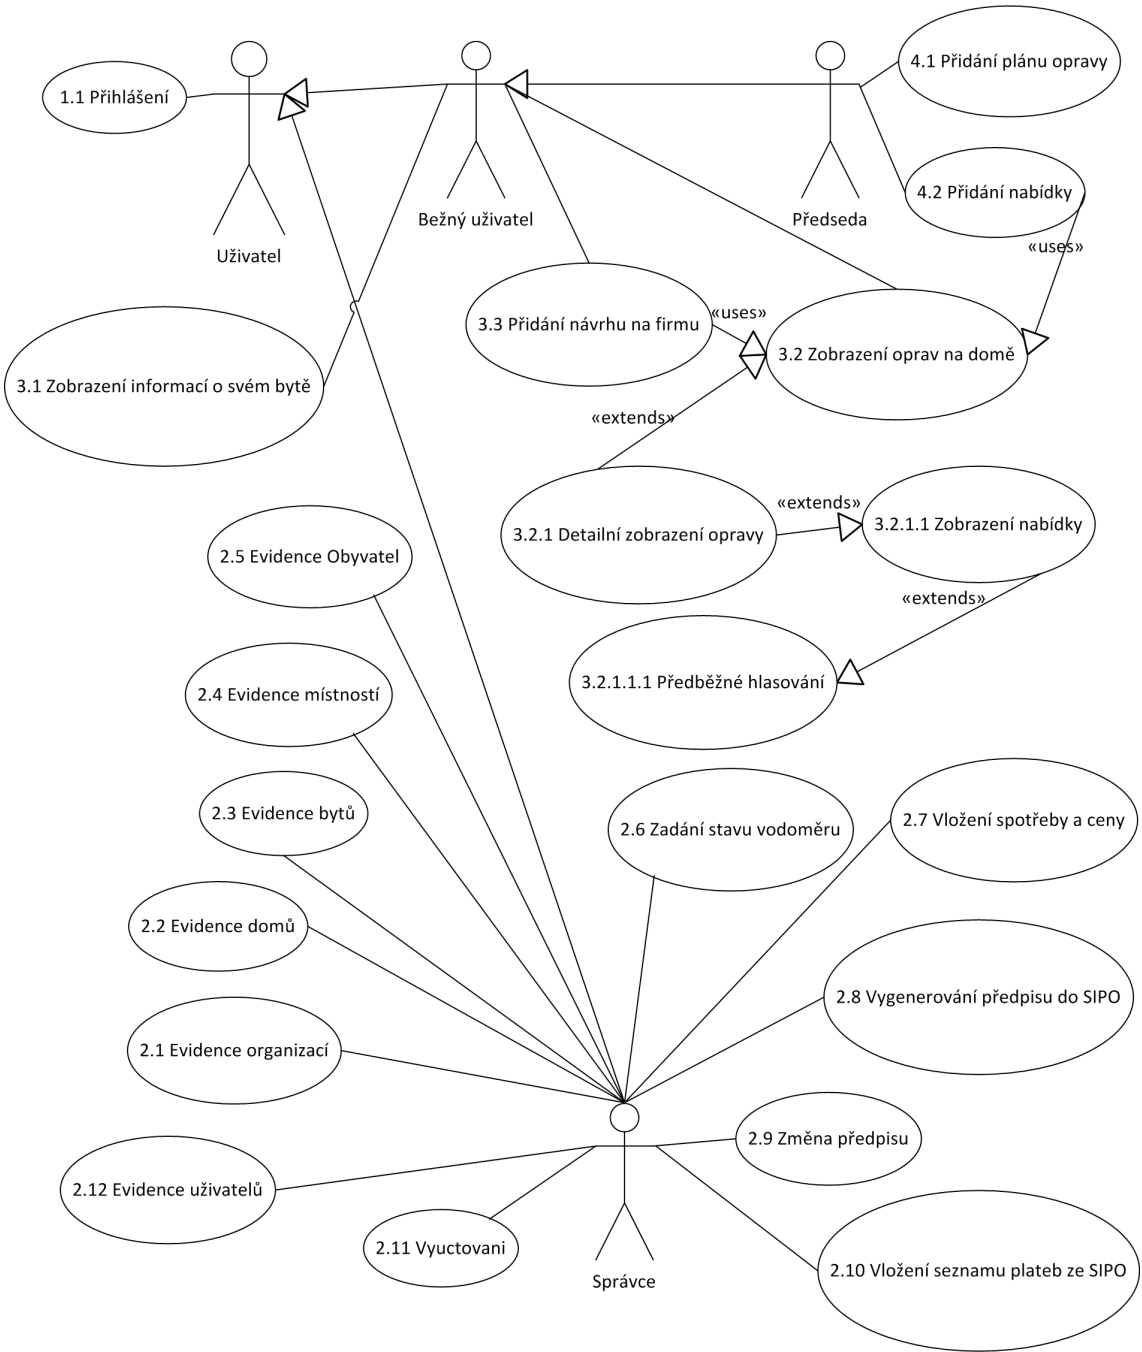 4.1 Přidání plánu opravy
1.1 Přihlášení
4.2 Přidání nabídky
Bežný uživatel
Předseda
«uses»
Uživatel
«uses»
3.3 Přidání návrhu na firmu
3.2 Zobrazení oprav na domě
3.1 Zobrazení informací o svém bytě
«extends»
«extends»
3.2.1 Detailní zobrazení opravy
3.2.1.1 Zobrazení nabídky
2.5 Evidence Obyvatel
«extends»
3.2.1.1.1 Předběžné hlasování
2.4 Evidence místností
2.3 Evidence bytů
2.6 Zadání stavu vodoměru
2.7 Vložení spotřeby a ceny
2.2 Evidence domů
2.8 Vygenerování předpisu do SIPO
2.1 Evidence organizací
2.9 Změna předpisu
2.12 Evidence uživatelů
2.11 Vyuctovani
2.10 Vložení seznamu plateb ze SIPO
Správce